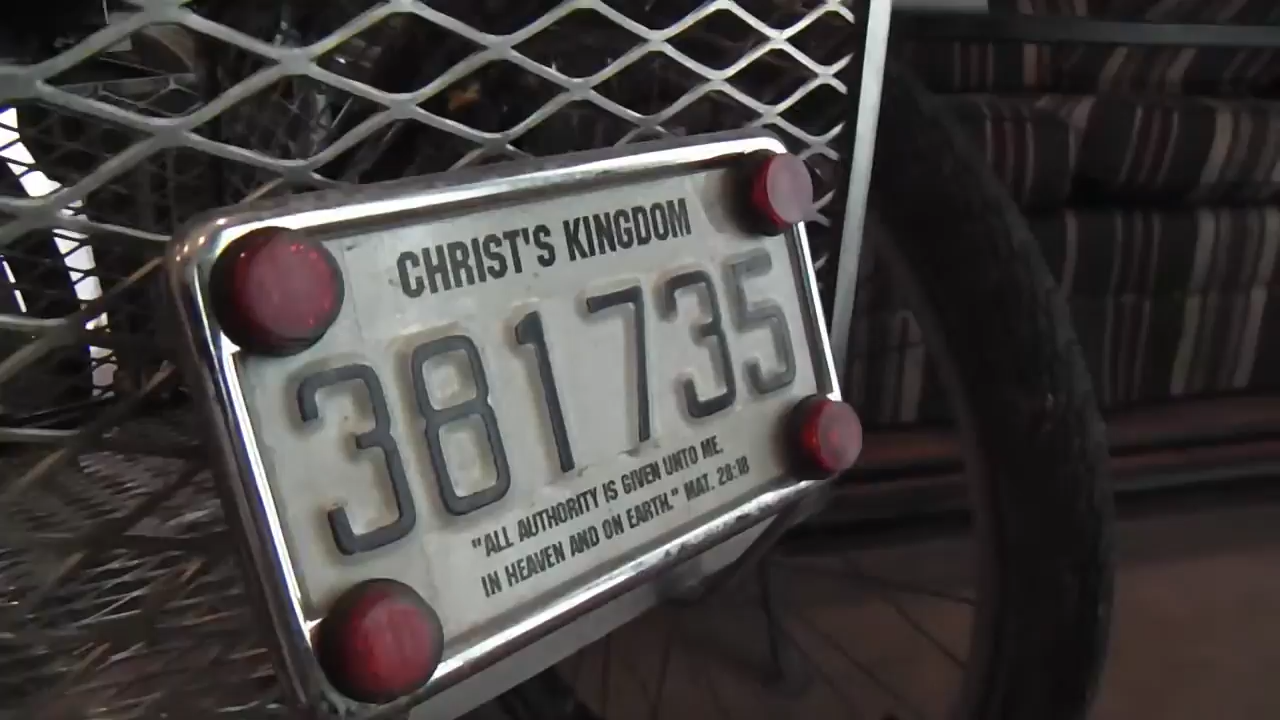 CHRIST'S KINGDOM
381735
"ALL AUTHORITY IS GIVEN UNTO ME,
IN HEAVEN AND ON EARTH." MAT. 28:18